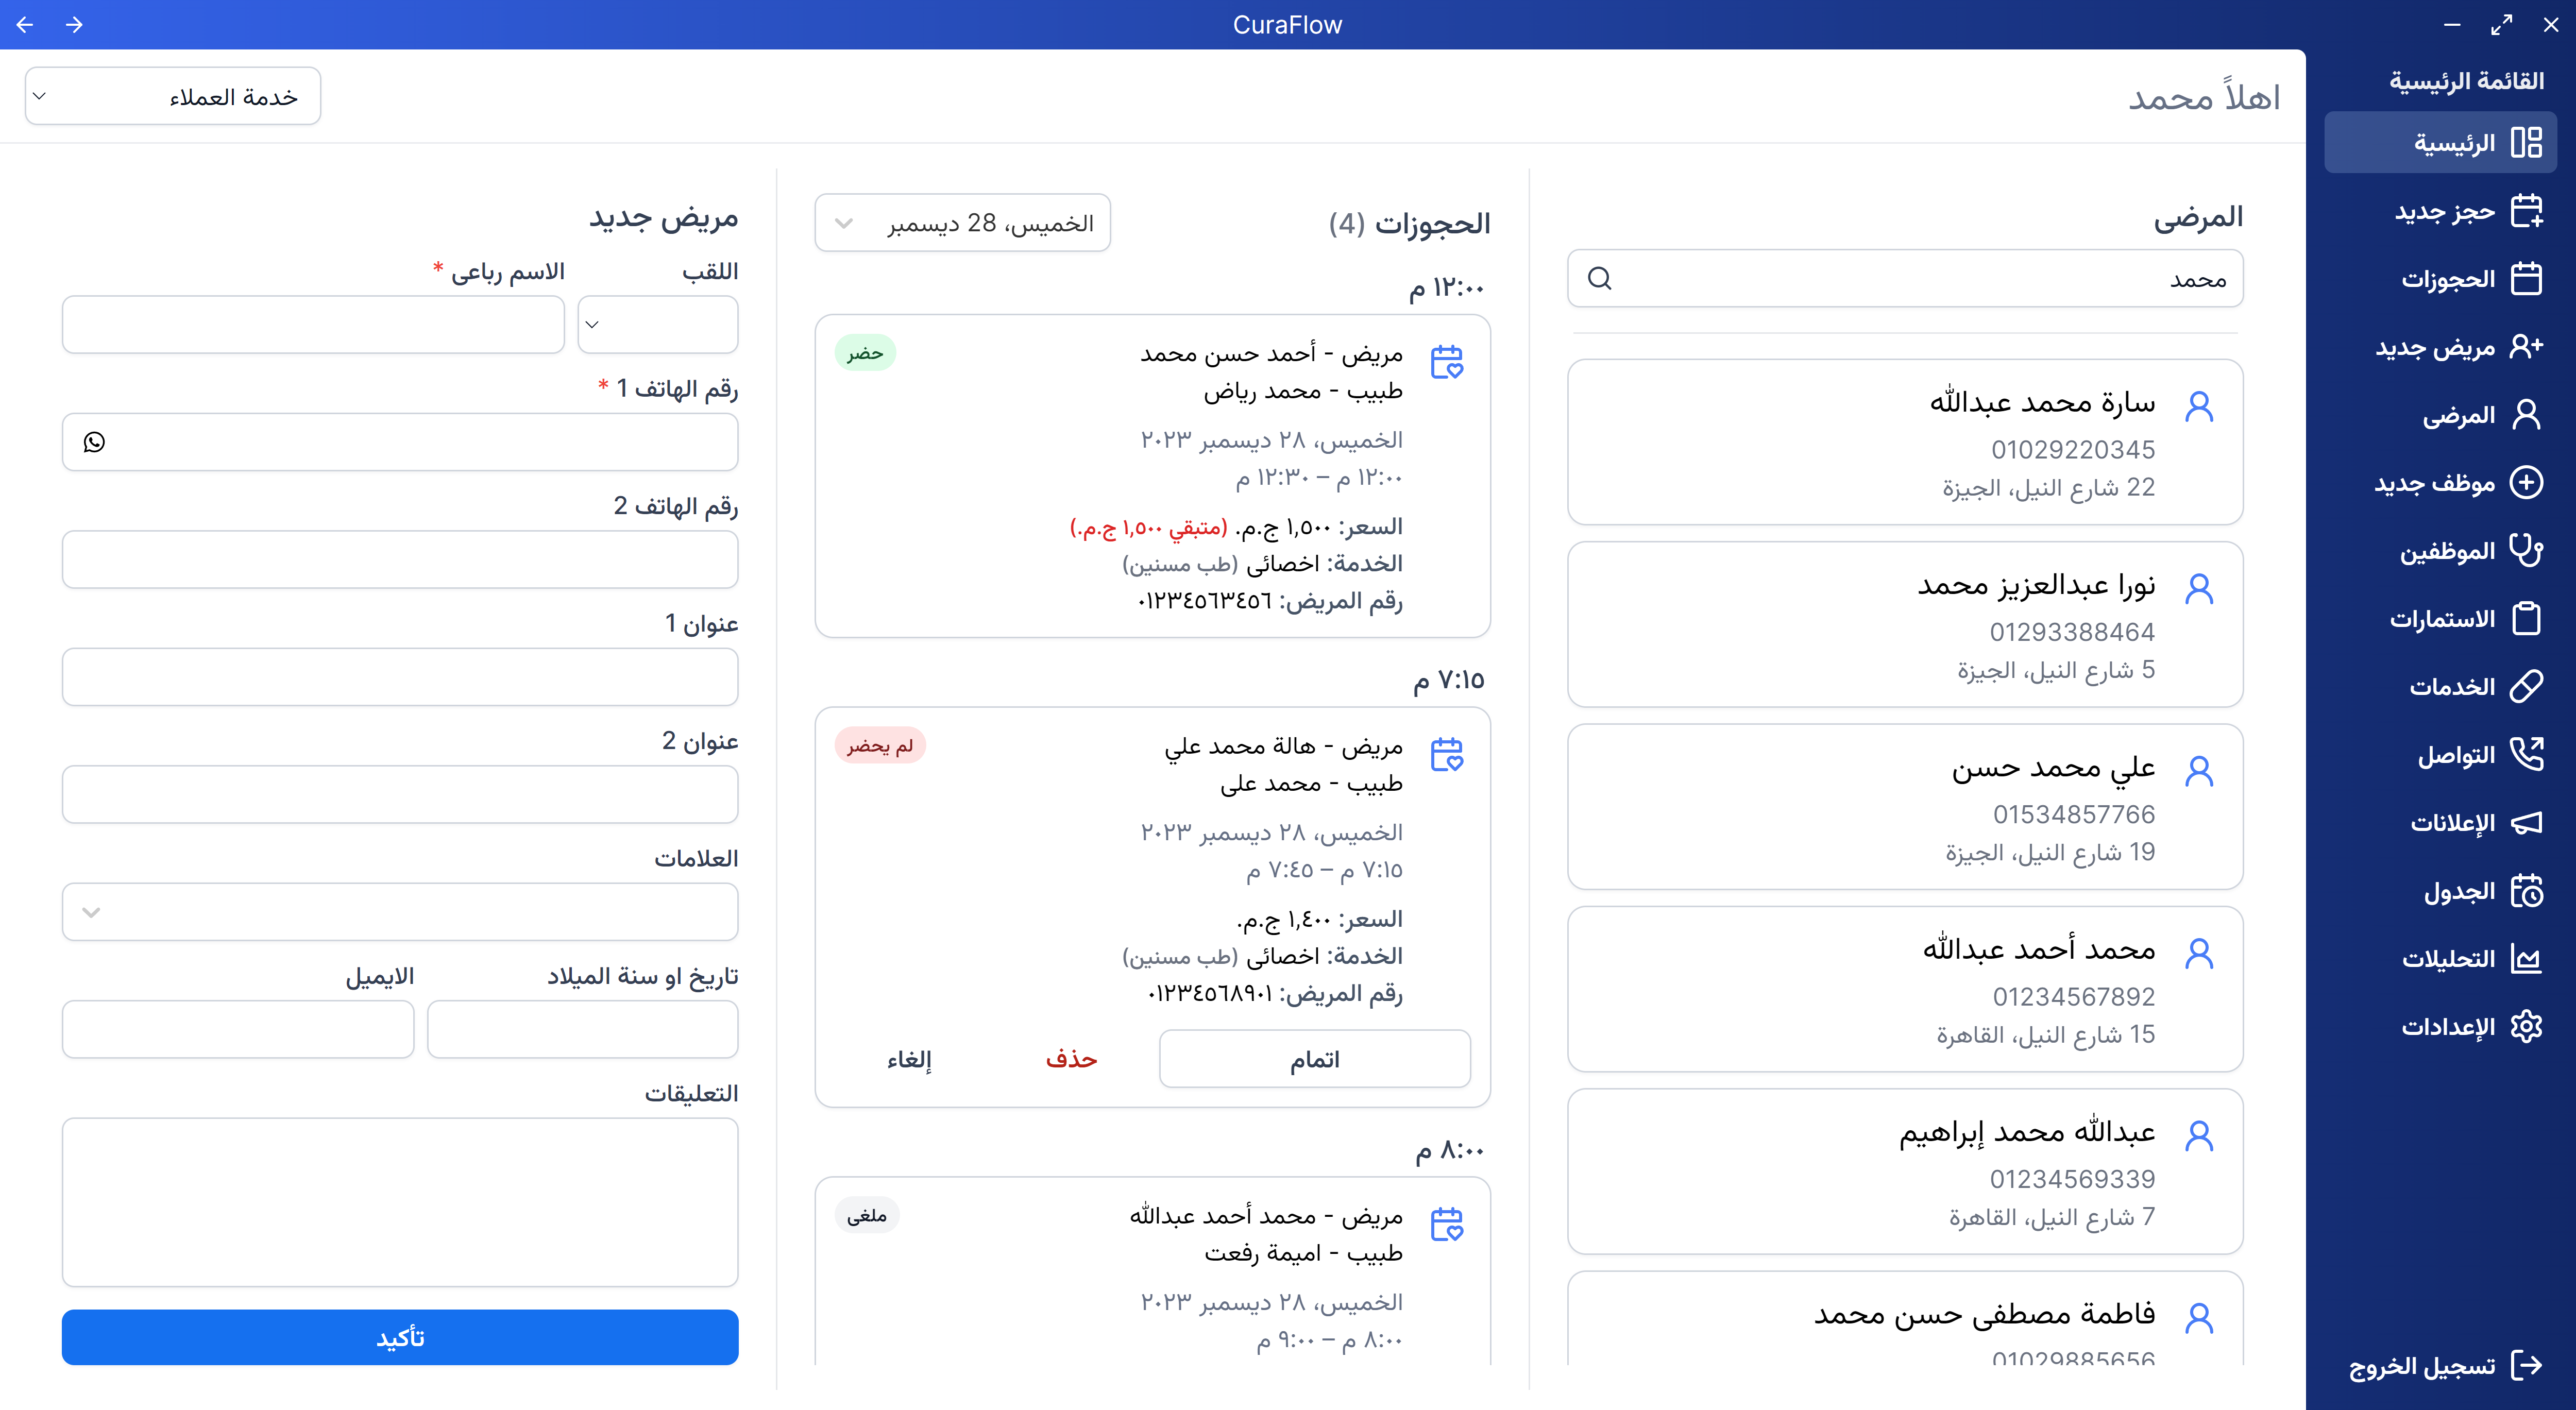 CuraFlow
القائمة الرئيسية
الرئيسية
حجز جديد
الحجوزات
مريض جديد
المرضى
موظف جديد
الموظفين
الاستمارات
الخدمات
التواصل
الإعلانات
الجدول
التحليلات
الإعدادات
تسجيل الخروج
اهلاً محمد
خدمة العملاء
المرضى
محمد
سارة محمد عبدالله
01029220345
22 شارع النيل، الجيزة
نورا عبدالعزيز محمد
01293388464
5 شارع النيل، الجيزة
علي محمد حسن
01534857766
19 شارع النيل، الجيزة
محمد أحمد عبدالله
01234567892
15 شارع النيل، القاهرة
عبدالله محمد إبراهيم
01234569339
7 شارع النيل، القاهرة
فاطمة مصطفى حسن محمد
01029885656
الحجوزات (4)
الخميس، 28 ديسمبر
١٢:٠٠ م
مريض - أحمد حسن محمد
حضر
طبيب - محمد رياض
الخميس، ٢٨ ديسمبر ٢٠٢٣
١٢:٠٠ م – ١٢:٣٠ م
السعر: ١,٥٠٠ ج.م. (متبقي ١,٥٠٠ ج.م.)
الخدمة: اخصائى (طب مسنين)
رقم المريض: ٠١٢٣٤٥٦٣٤٥٦
٧:١٥ م
مريض - هالة محمد علي
لم يحضر
طبيب - محمد على
الخميس، ٢٨ ديسمبر ٢٠٢٣
٧:١٥ م – ٧:٤٥ م
السعر: ١,٤٠٠ ج.م.
الخدمة: اخصائى (طب مسنين)
رقم المريض: ٠١٢٣٤٥٦٨٩٠١
اتمام
حذف
إلغاء
٨:٠٠ م
مريض - محمد أحمد عبدالله
ملغى
طبيب - اميمة رفعت
الخميس، ٢٨ ديسمبر ٢٠٢٣
٨:٠٠ م – ٩:٠٠ م
مريض جديد
اللقب
الاسم رباعى *
رقم الهاتف 1 *
رقم الهاتف 2
عنوان 1
عنوان 2
العلامات
تاريخ او سنة الميلاد
الايميل
التعليقات
تأكيد